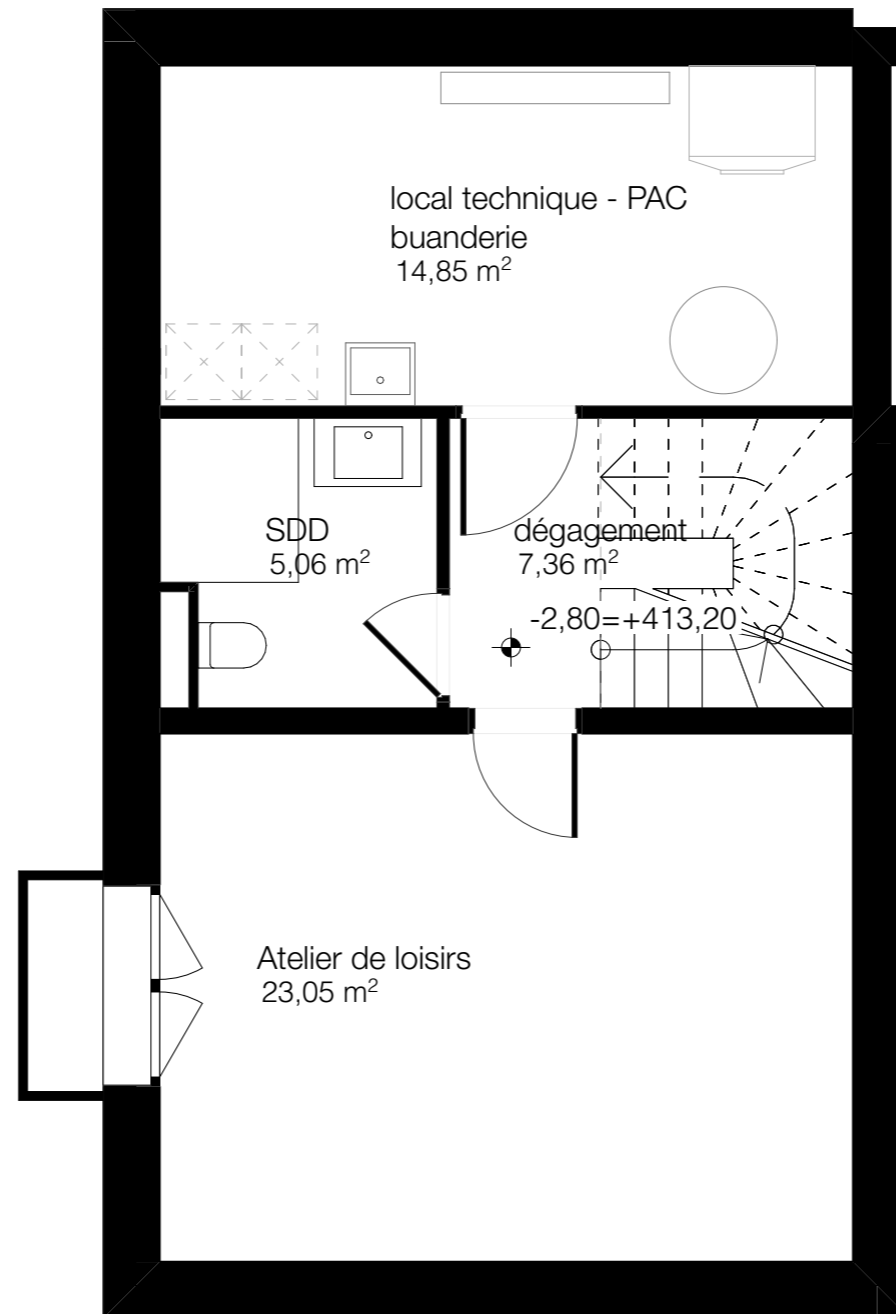 local technique - PAC
buanderie
14,85 m²
SDD
5,06 m²
dégagement
7,36 m²
-2,80=+413,20
Atelier de loisirs
23,05 m²